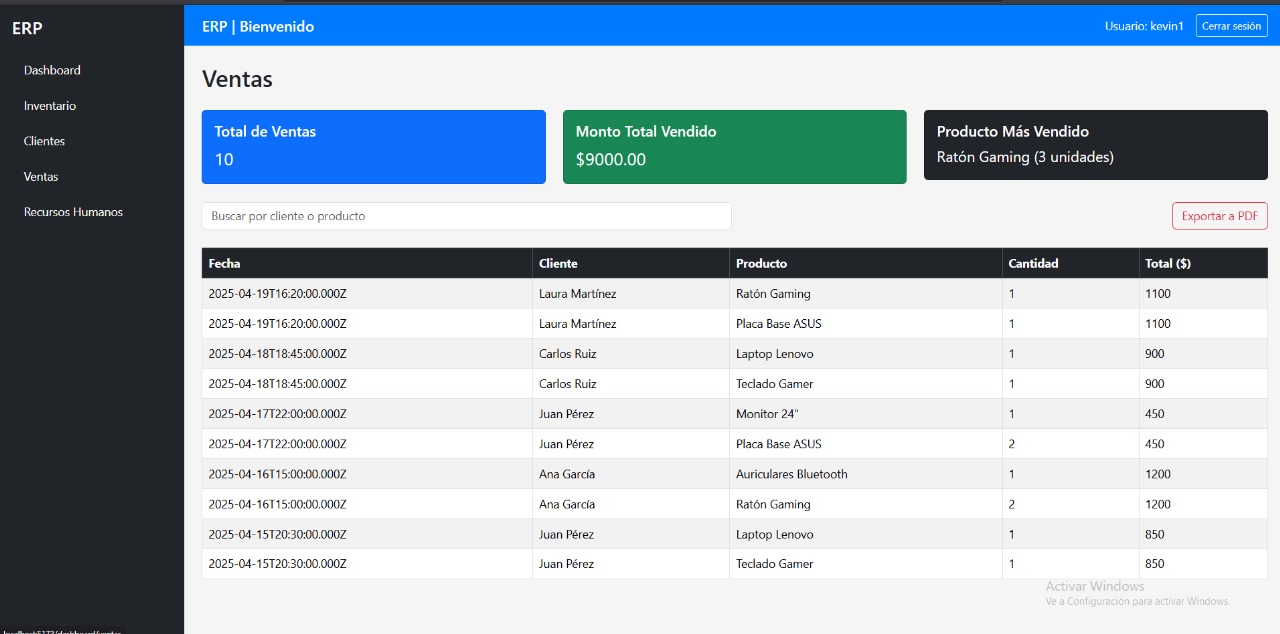 ERP
ERP | Bienvenido
Usuario: kevin1
Cerrar sesión
Dashboard
Inventario
Clientes
Ventas
Recursos Humanos
Ventas
Total de Ventas
10
Monto Total Vendido
$9000.00
Producto Más Vendido
Ratón Gaming (3 unidades)
Buscar por cliente o producto
Exportar a PDF
Fecha Cliente Producto Cantidad Total ($)
2025-04-19T16:20:00.000Z Laura Martínez Ratón Gaming 1 1100
2025-04-19T16:20:00.000Z Laura Martínez Placa Base ASUS 1 1100
2025-04-18T18:45:00.000Z Carlos Ruiz Laptop Lenovo 1 900
2025-04-18T18:45:00.000Z Carlos Ruiz Teclado Gamer 1 900
2025-04-17T22:00:00.000Z Juan Pérez Monitor 24" 1 450
2025-04-17T22:00:00.000Z Juan Pérez Placa Base ASUS 2 450
2025-04-16T15:00:00.000Z Ana García Auriculares Bluetooth 1 1200
2025-04-16T15:00:00.000Z Ana García Ratón Gaming 2 1200
2025-04-15T20:30:00.000Z Juan Pérez Laptop Lenovo 1 850
2025-04-15T20:30:00.000Z Juan Pérez Teclado Gamer 1 850
Activar Windows
Ve a Configuración para activar Windows.